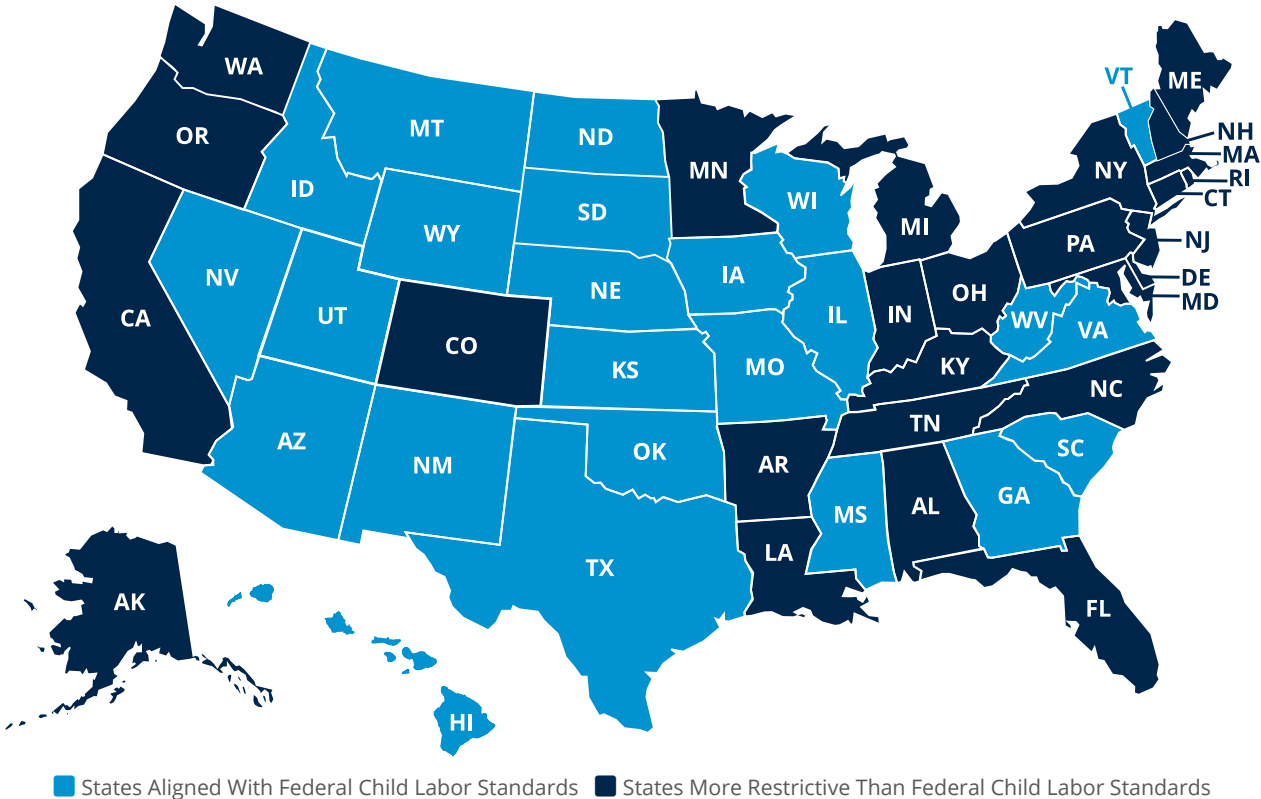 WA
VT
ME
MT
ND
OR
NH
MN
MA
NY
ID
RI
WI
SD
CT
MI
WY
NJ
PA
IA
NV
DE
NE
OH
MD
UT
IL
IN
WV
CA
VA
CO
KY
KS
MO
NC
TN
AZ
OK
SC
NM
AR
GA
MS
AL
LA
TX
AK
FL
HI
States Aligned With Federal Child Labor Standards
States More Restrictive Than Federal Child Labor Standards